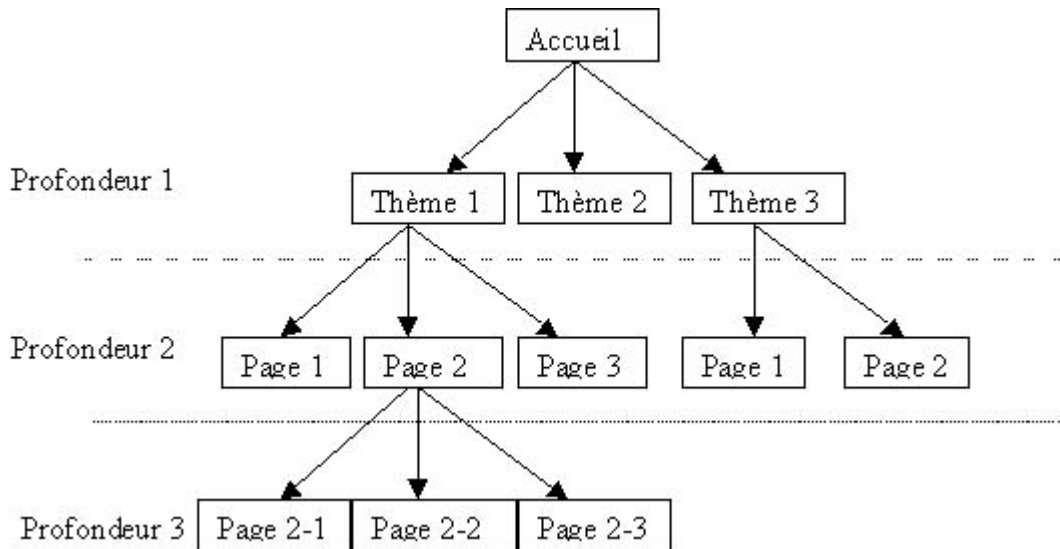 Accueil
Profondeur 1
Thème 1
Thème 2
Thème 3
Profondeur 2
Page 1
Page 2
Page 3
Page 1
Page 2
Profondeur 3
Page 2-1
Page 2-2
Page 2-3